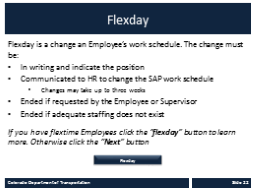 Flexday
Flexday is a change an Employee's work schedule. The change must
be:
• In writing and indicate the position
• Communicated to HR to change the SAP work schedule
• Changes may take up to three weeks
• Ended if requested by the Employee or Supervisor
• Ended if adequate staffing does not exist
If you have flextime Employees click the "flexday" button to learn
more. Otherwise click the "Next" button
Flexday
Colorado Department of Transportation
Slide 22